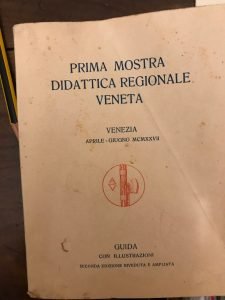 PRIMA MOSTRA
DIDATTICA REGIONALE
VENETA
VENEZIA
APRILE - GIUGNO MCMXXVII
GUIDA
CON ILLUSTRAZIONI
SECONDA EDIZIONE RIVEDUTA E AMPLIATA